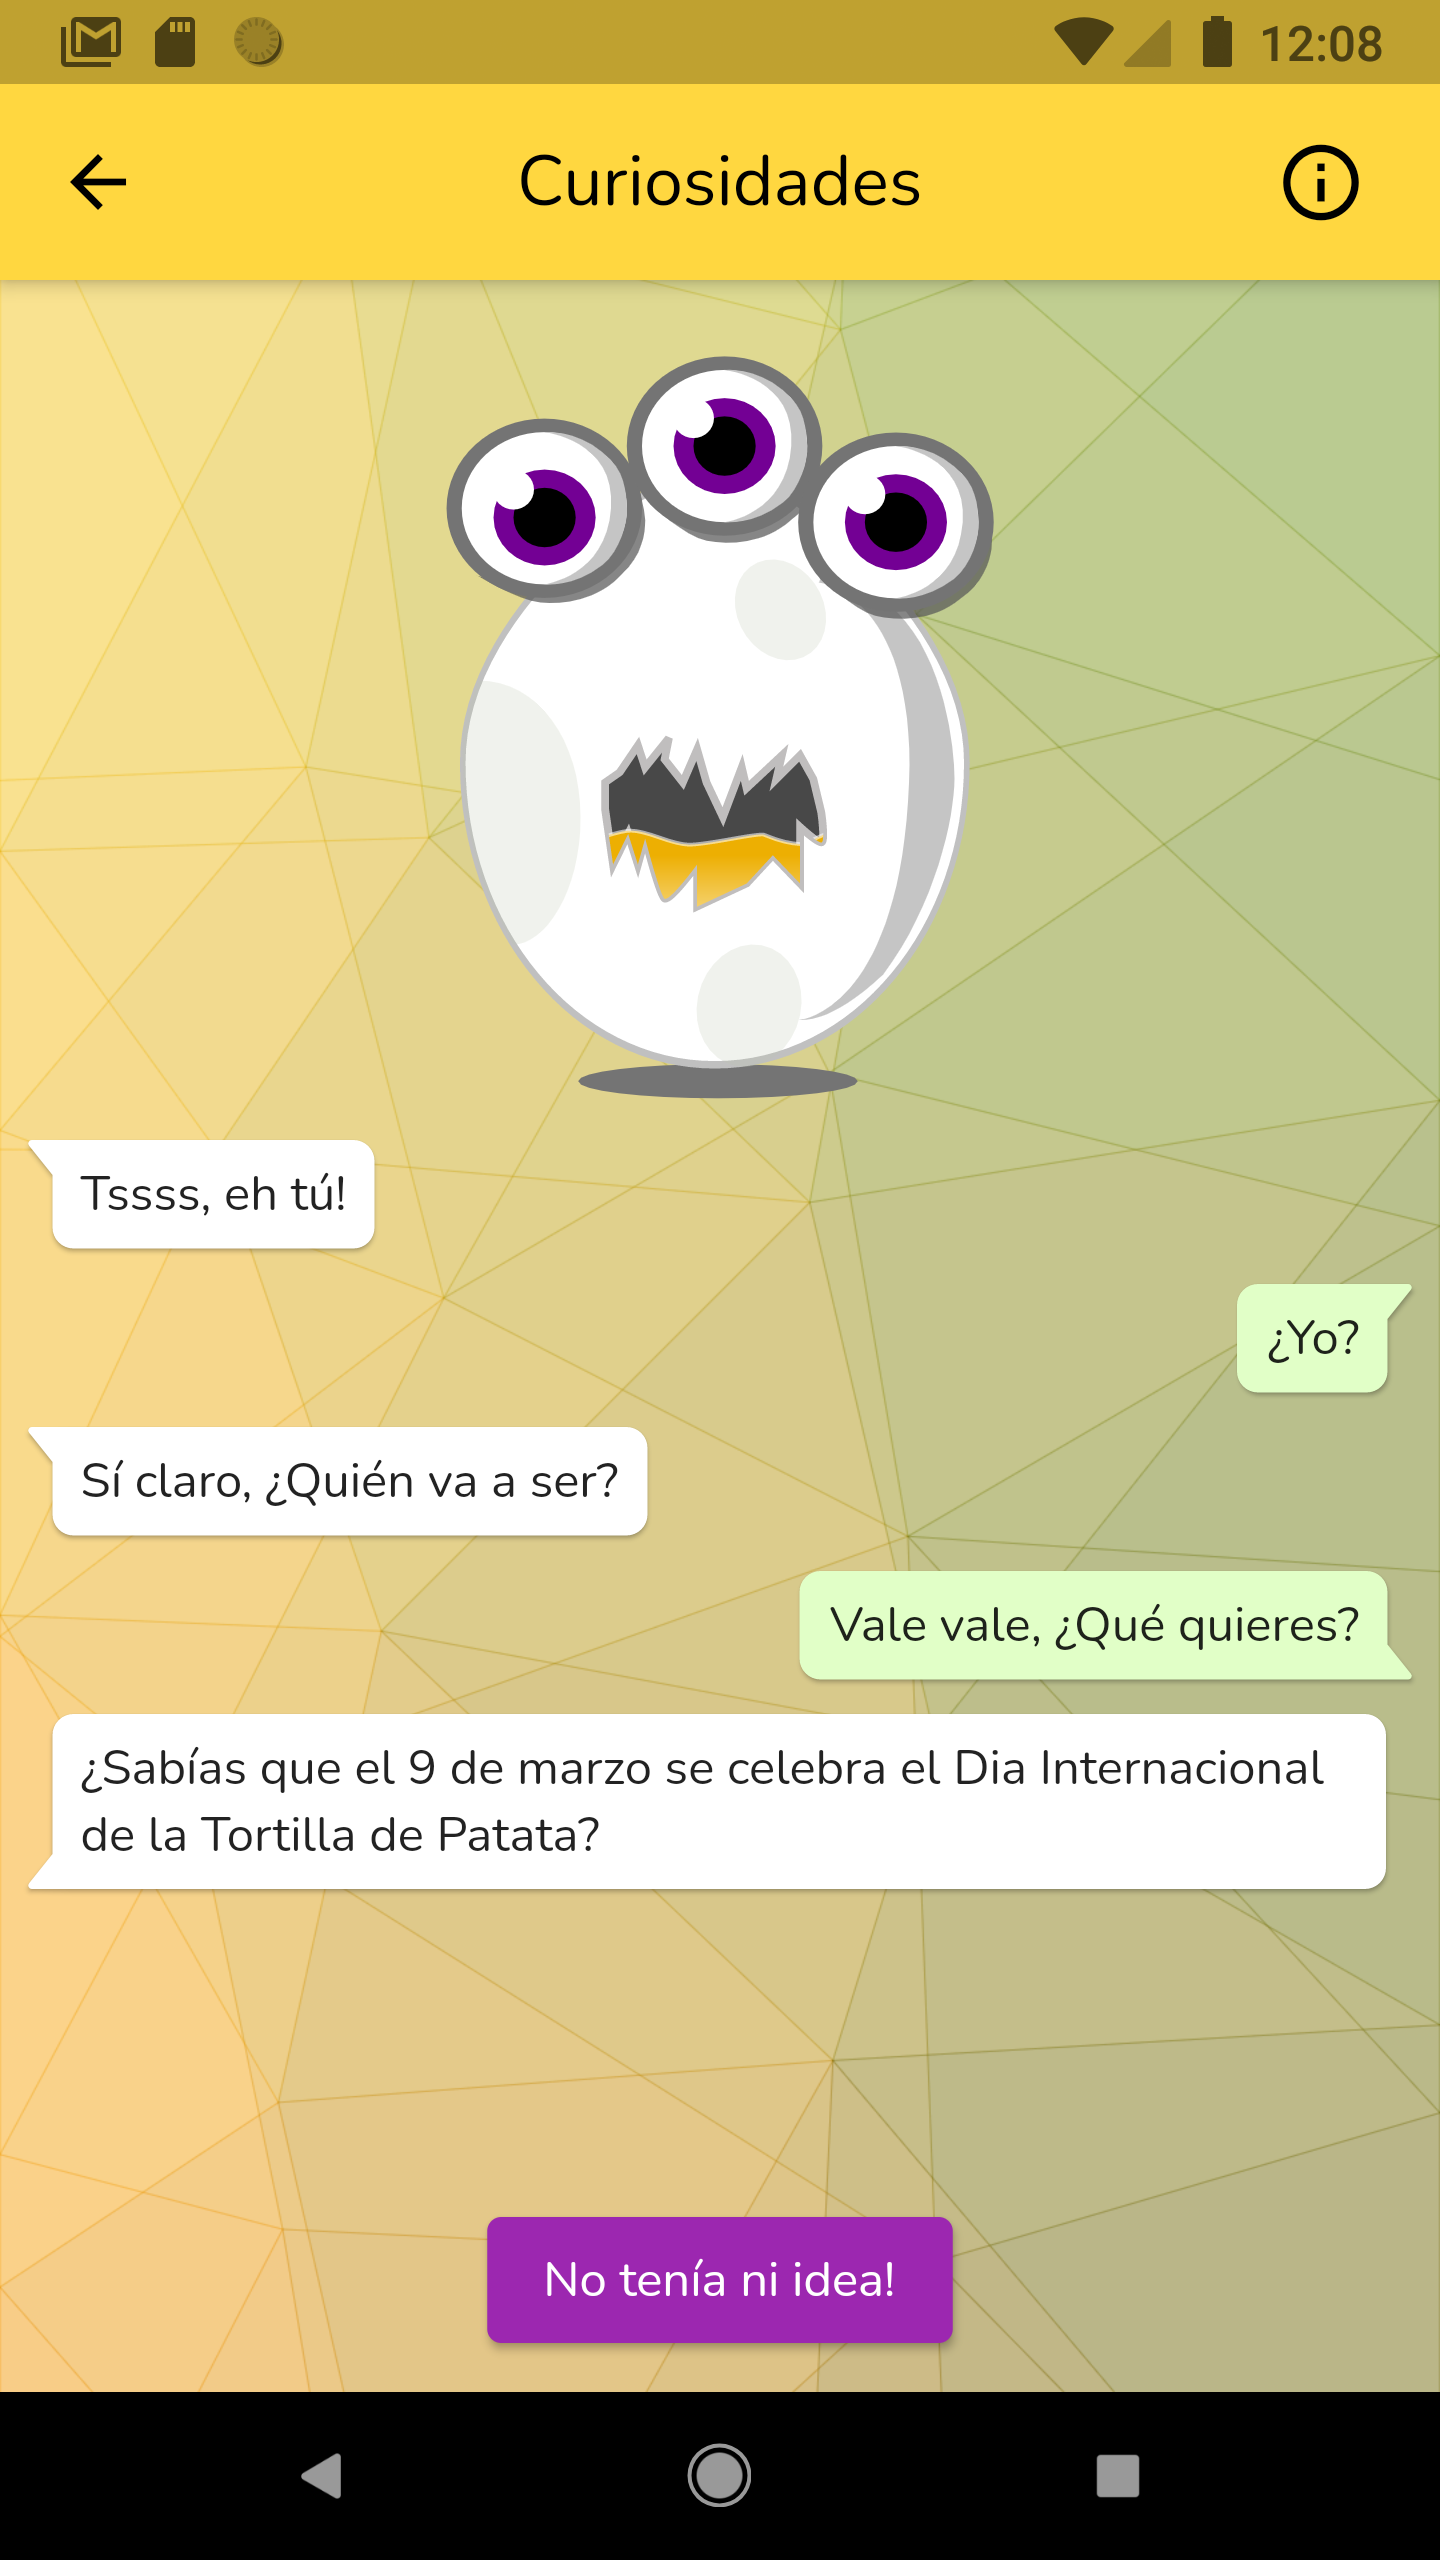 12:08
Curiosidades
Tssss, eh tú!
¿Yo?
Sí claro, ¿Quién va a ser?
Vale vale, ¿Qué quieres?
¿Sabías que el 9 de marzo se celebra el Dia Internacional
de la Tortilla de Patata?
No tenía ni idea!